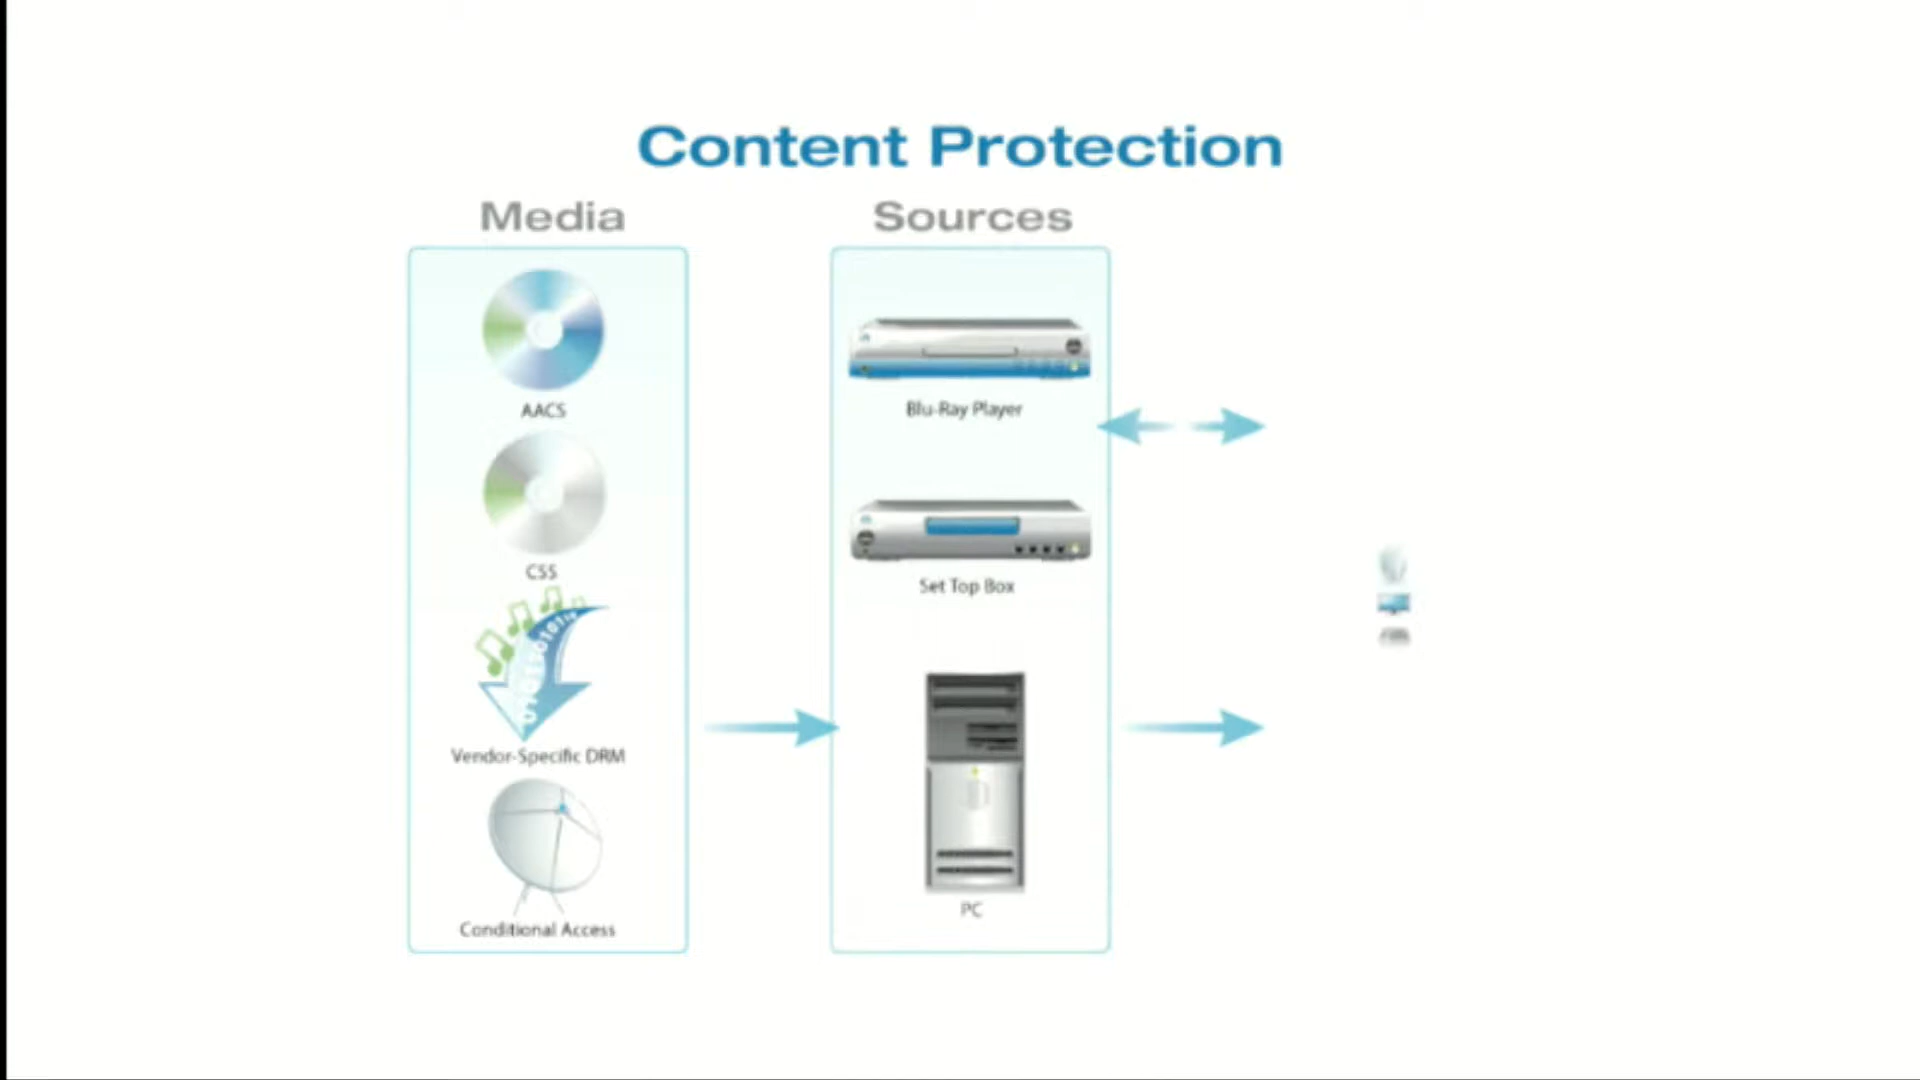 Content Protection
Media
Sources
AACS
Blu-Ray Player
CSS
Set Top Box
Vendor-Specific DRM
PC
Conditional Access